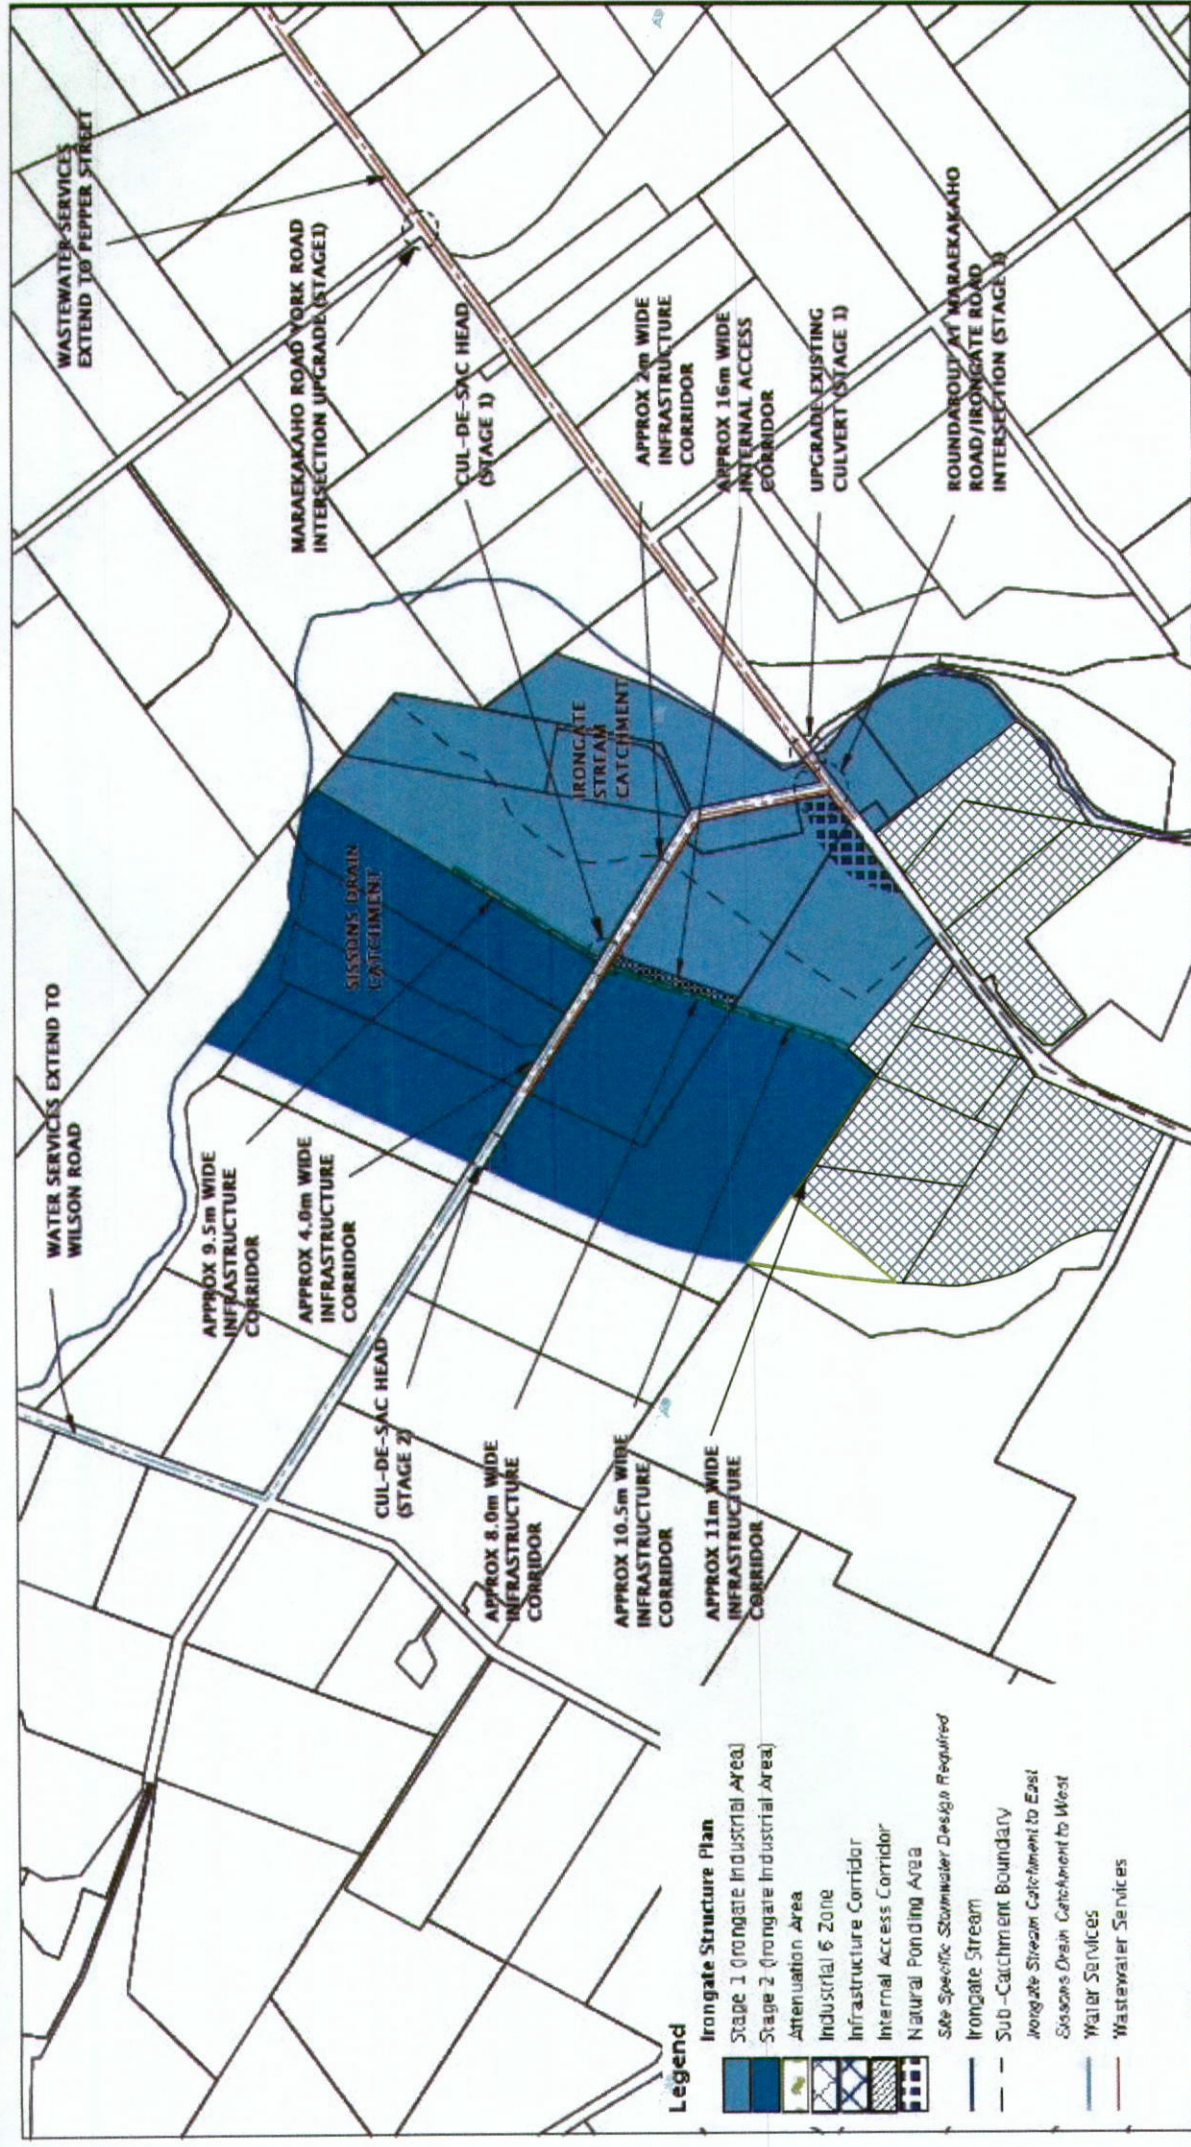 WASTEWATER SERVICES
EXTEND TO PEPPER STREET
MARAEKAKAHO ROAD YORK ROAD
INTERSECTION UPGRADE (STAGE1)
CUL-DE-SAC HEAD
(STAGE 1)
APPROX 2m WIDE
INFRASTRUCTURE
CORRIDOR
APPROX 16m WIDE
INTERNAL ACCESS
CORRIDOR
UPGRADE EXISTING
CULVERT (STAGE 1)
ROUNDABOUT AT MARAEKAKAHO
ROAD/IRONGATE ROAD
INTERSECTION (STAGE 1)
IRONGATE
STREAM
CATCHMENT
SISSONS DRAIN
CATCHMENT
WATER SERVICES EXTEND TO
WILSON ROAD
APPROX 9.5m WIDE
INFRASTRUCTURE
CORRIDOR
APPROX 4.0m WIDE
INFRASTRUCTURE
CORRIDOR
CUL-DE-SAC HEAD
(STAGE 2)
APPROX 8.0m WIDE
INFRASTRUCTURE
CORRIDOR
APPROX 10.5m WIDE
INFRASTRUCTURE
CORRIDOR
APPROX 11m WIDE
INFRASTRUCTURE
CORRIDOR
Legend
Irongate Structure Plan
Stage 1 (Irongate Industrial Area)
Stage 2 (Irongate Industrial Area)
Attenuation Area
Industrial 6 Zone
Infrastructure Corridor
Internal Access Corridor
Natural Ponding Area
Site Specific Stormwater Design Required
Irongate Stream
Sub-Catchment Boundary
Irongate Stream Catchment to East
Sissons Drain Catchment to West
Water Services
Wastewater Services